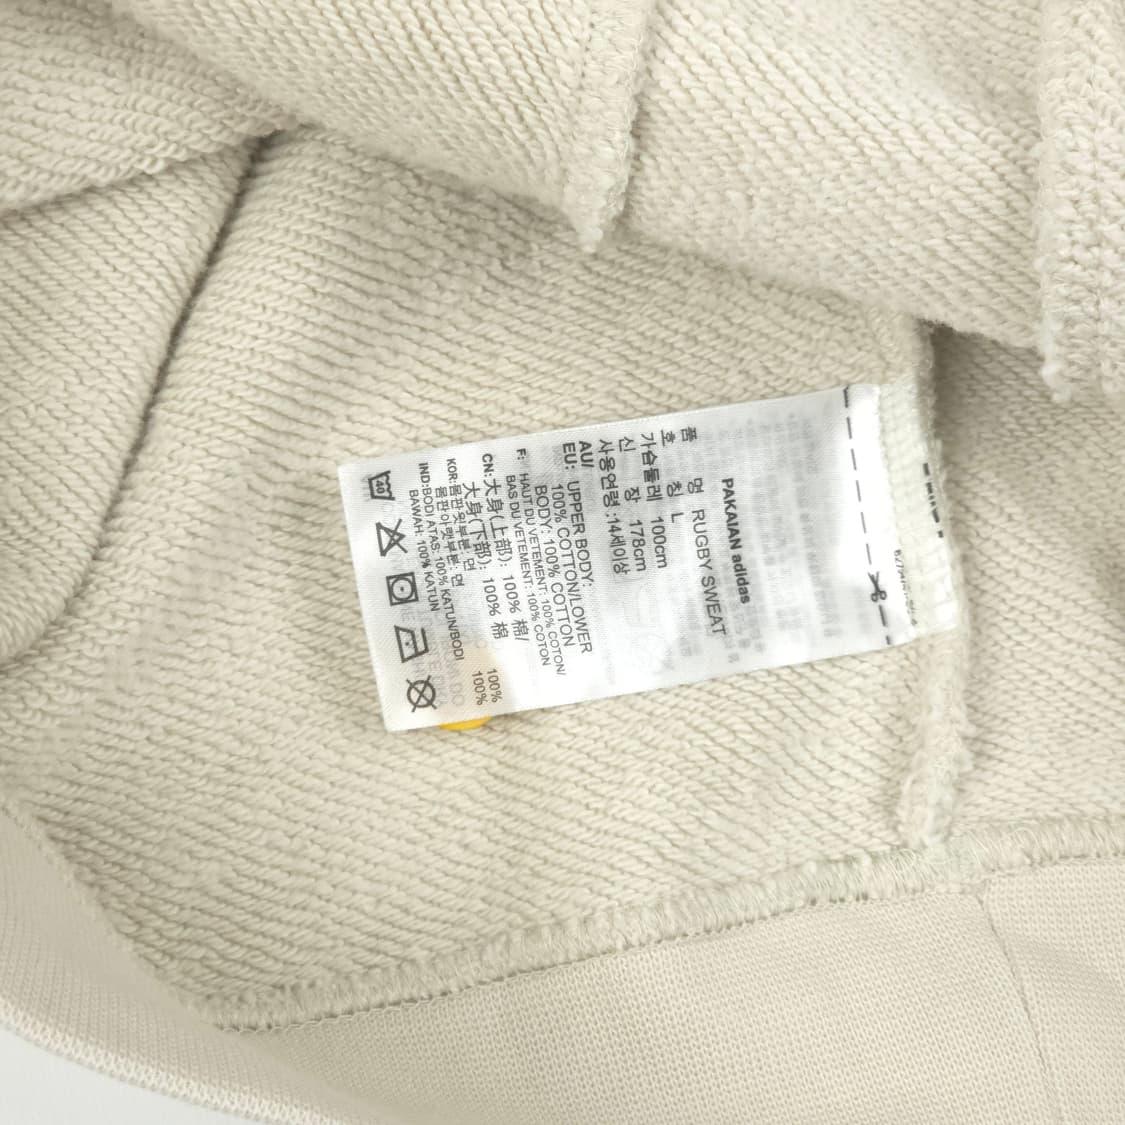 PAKAIAN adidas
품 명 RUGBY SWEAT
호 칭 L
가슴둘레 100cm
신 장 178cm
사용연령 :14세이상
AU/ UPPER BODY:
EU: 100% COTTON/LOWER
BODY: 100% COTTON
F: HAUT DU VETEMENT: 100% COTON/
BAS DU VETEMENT: 100% COTON
CN: 大身(上部): 100% 棉/
大身(下部): 100% 棉
KOR:몸판윗부분: 면 100%
몸판아랫부분: 면 100%
IND:BODI ATAS: 100% KATUN/BODI
BAWAH: 100% KATUN
40